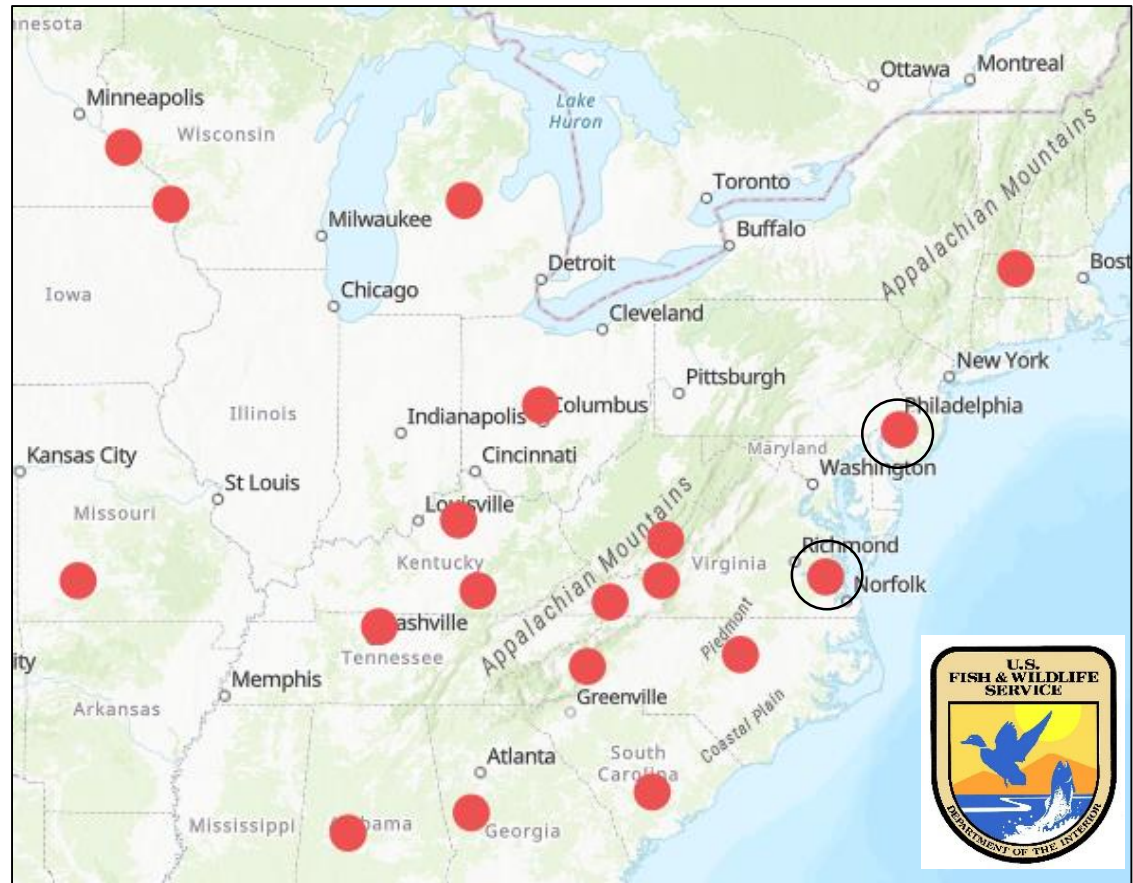 nnesota
Minneapolis
Wisconsin
Ottawa
Montreal
Lake
Huron
Toronto
Appalachian Mountains
Milwaukee
Buffalo
Detroit
Bost
Iowa
Chicago
Cleveland
New York
Pittsburgh
Illinois
Indianapolis
Columbus
Philadelphia
Maryland
Kansas City
Cincinnati
Washington
St Louis
Missouri
Louisville
Appalachian Mountains
Kentucky
Virginia
Richmond
Norfolk
ashville
Tennessee
Piedmont
ity
Memphis
Greenville
Arkansas
Coastal Plain
Atlanta
South
Carolina
Mississippi
bama
Georgia
U.S.
FISH & WILDLIFE
SERVICE
DEPARTMENT OF THE INTERIOR